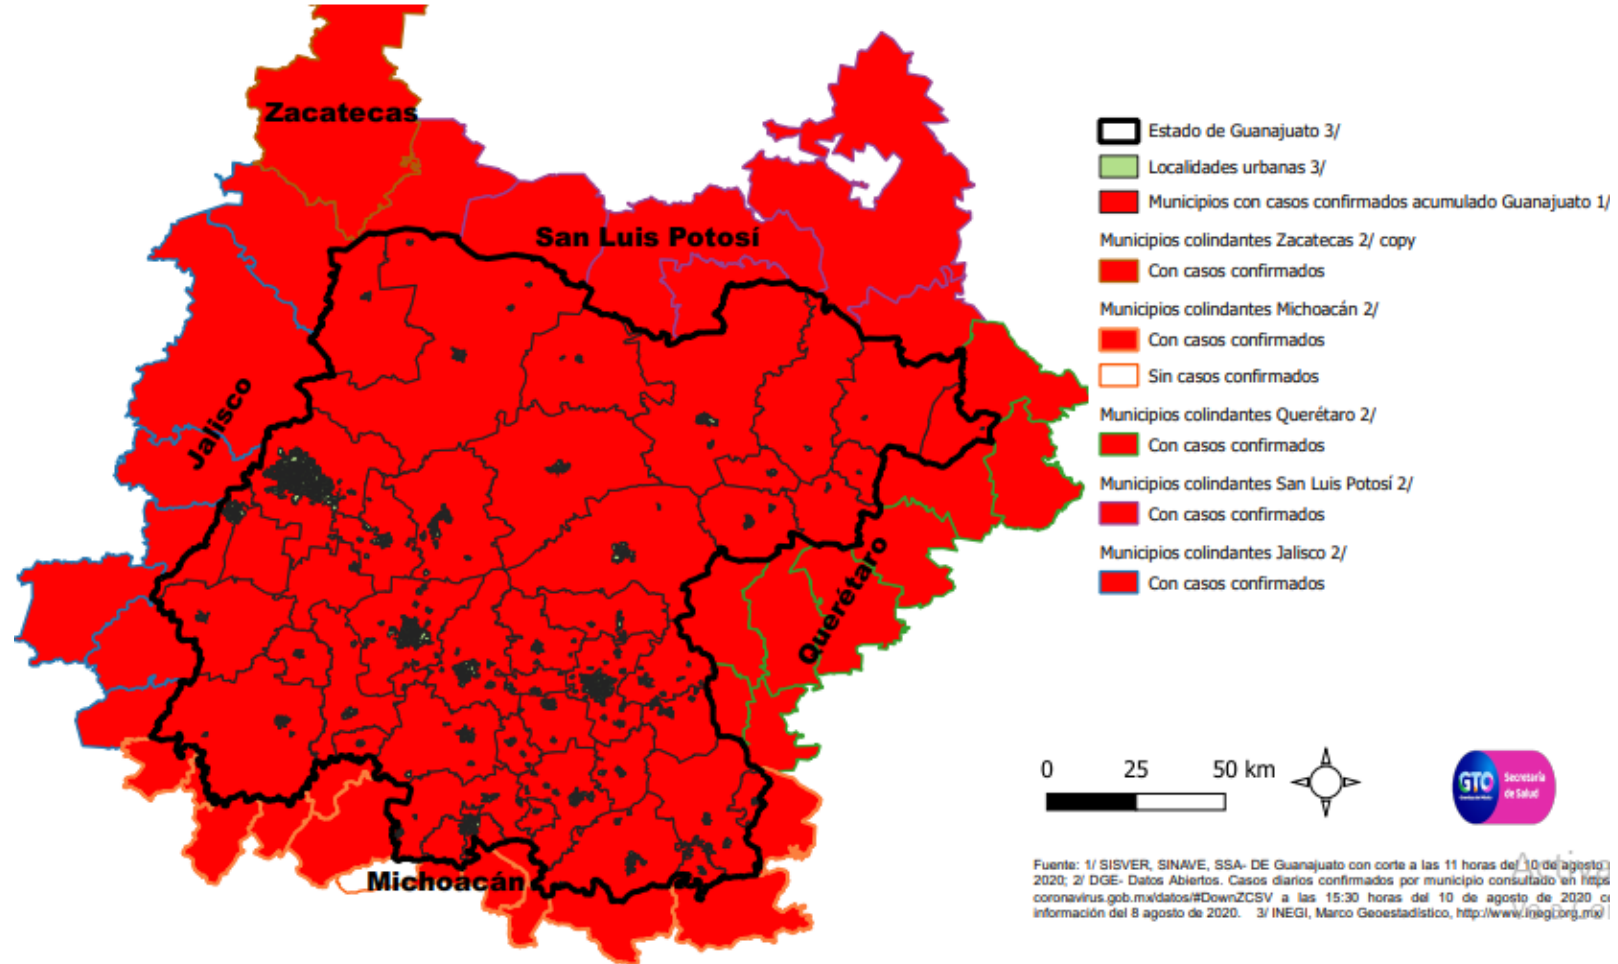 Zacatecas
San Luis Potosí
Jalisco
Querétaro
Michoacán
Estado de Guanajuato 3/
Localidades urbanas 3/
Municipios con casos confirmados acumulado Guanajuato 1/
Municipios colindantes Zacatecas 2/ copy
Con casos confirmados
Municipios colindantes Michoacán 2/
Con casos confirmados
Sin casos confirmados
Municipios colindantes Querétaro 2/
Con casos confirmados
Municipios colindantes San Luis Potosí 2/
Con casos confirmados
Municipios colindantes Jalisco 2/
Con casos confirmados
0 25 50 km
GTO
Secretaría
de Salud
Fuente: 1/ SISVER, SINAVE, SSA- DE Guanajuato con corte a las 11 horas del 10 de agosto
2020; 2/ DGE- Datos Abiertos. Casos diarios confirmados por municipio consultado en https
coronavirus.gob.mx/datos/#DownZCSV a las 15:30 horas del 10 de agosto de 2020 co
información del 8 agosto de 2020. 3/ INEGI, Marco Geoestadístico, http://www.inegi.org.mx/